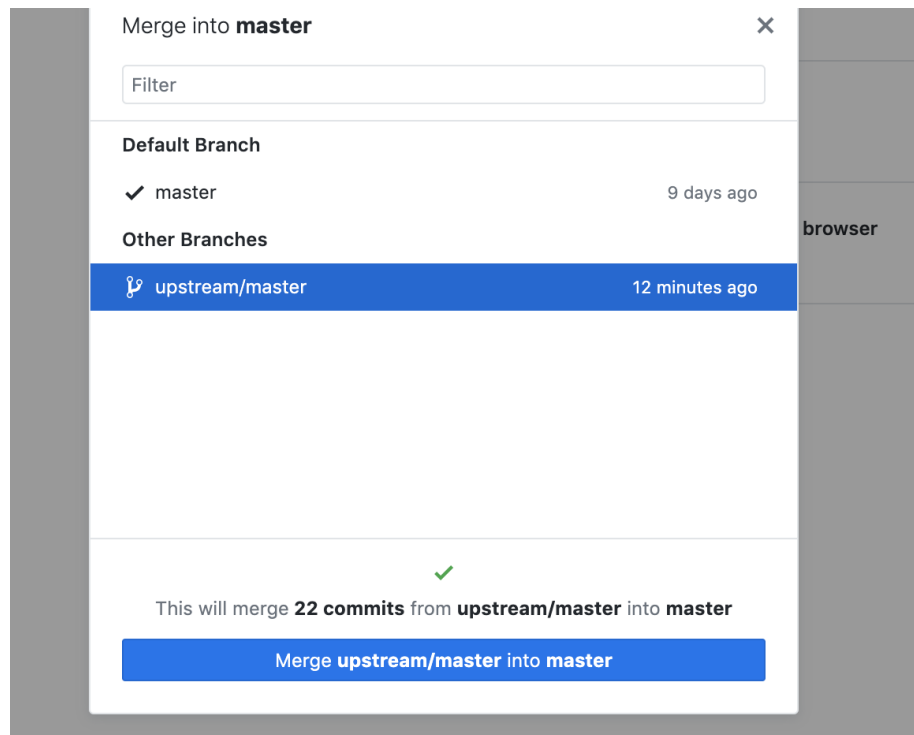 Merge into master
Filter
Default Branch
master 9 days ago
Other Branches
browser
upstream/master 12 minutes ago
This will merge 22 commits from upstream/master into master
Merge upstream/master into master